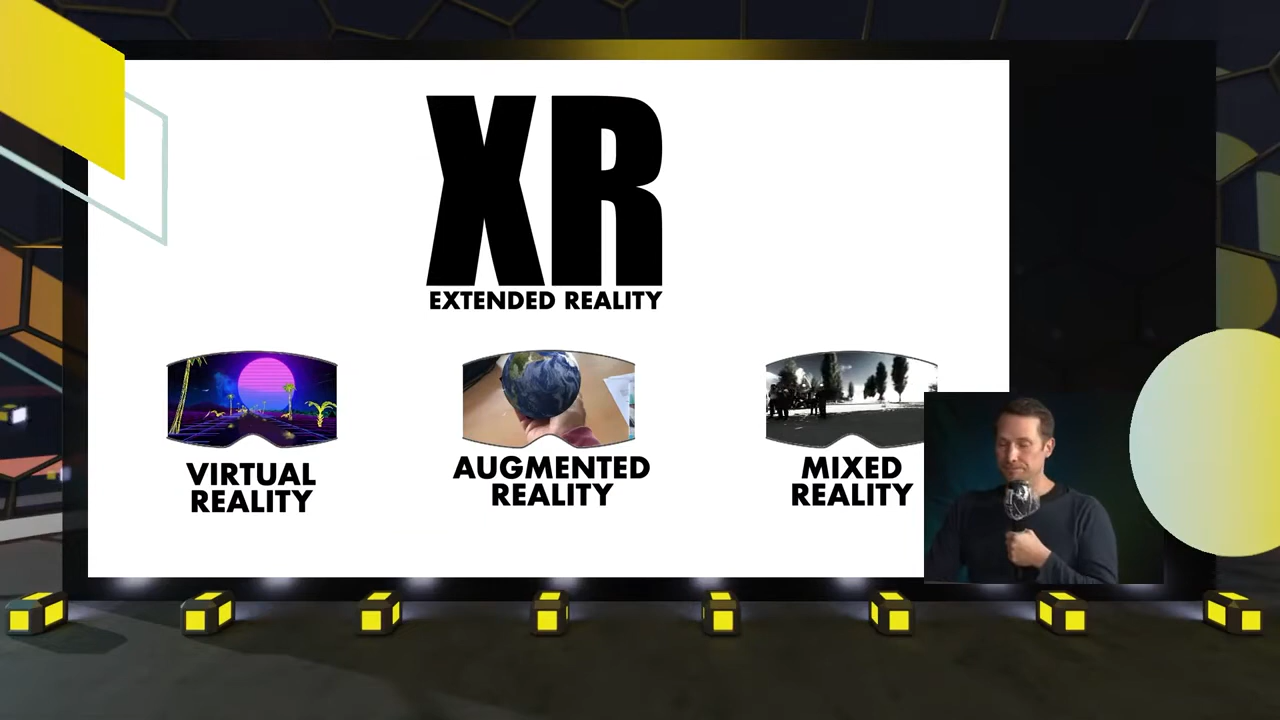 XR
EXTENDED REALITY
VIRTUAL
REALITY
AUGMENTED
REALITY
MIXED
REALITY